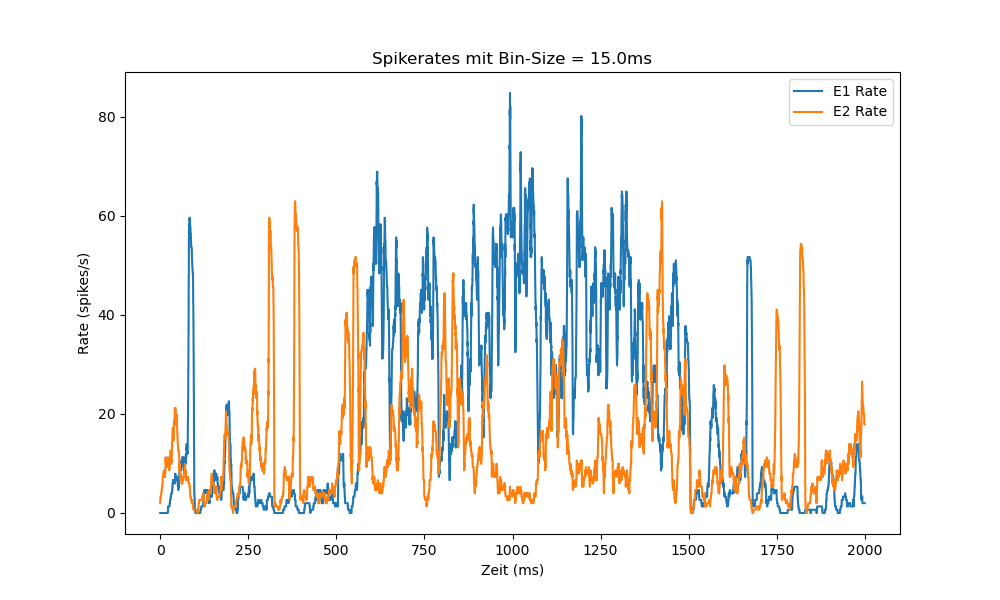 Spikerates mit Bin-Size = 15.0ms
E1 Rate
E2 Rate
80
60
40
20
0
Rate (spikes/s)
0 250 500 750 1000 1250 1500 1750 2000
Zeit (ms)